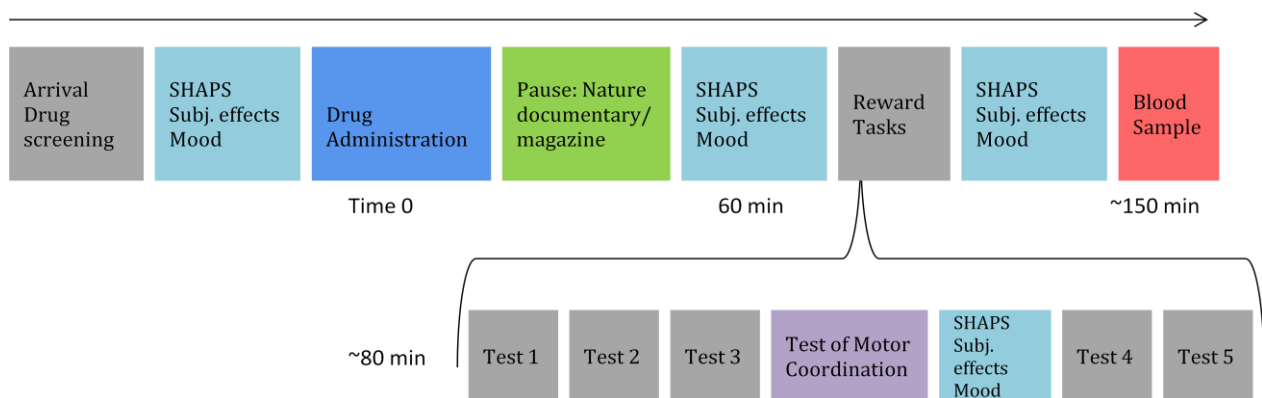 Arrival
Drug
screening
SHAPS
Subj. effects
Mood
Drug
Administration
Pause: Nature
documentary/
magazine
SHAPS
Subj. effects
Mood
Reward
Tasks
SHAPS
Subj. effects
Mood
Blood
Sample
Time 0
60 min
~150 min
~80 min
Test 1
Test 2
Test 3
Test of Motor
Coordination
SHAPS
Subj.
effects
Mood
Test 4
Test 5